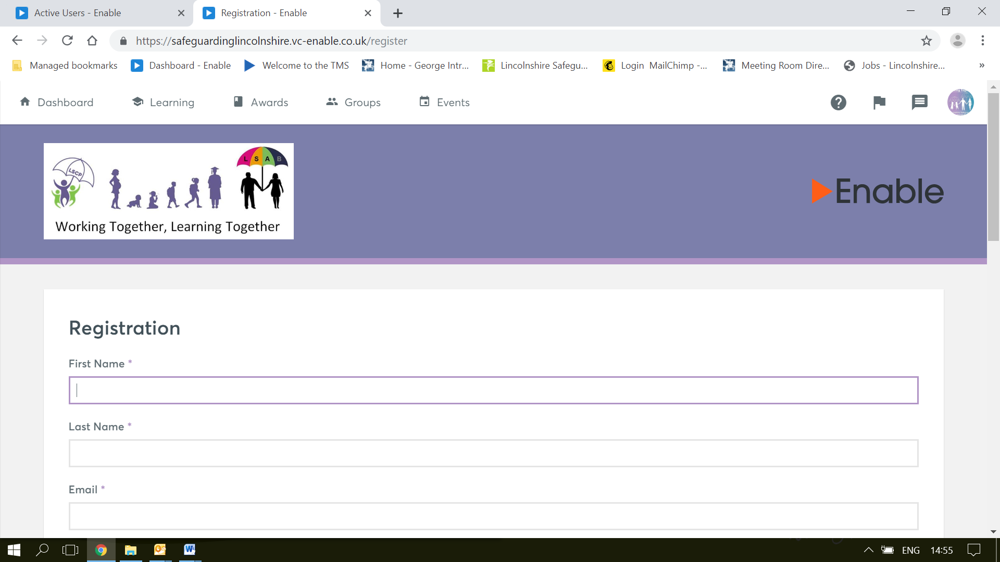 Active Users - Enable
Registration - Enable
https://safeguardinglincolnshire.vc-enable.co.uk/register
Managed bookmarks
Dashboard - Enable
Welcome to the TMS
Home - George Intr...
Lincolnshire Safegu...
Login MailChimp -...
Meeting Room Dire...
Jobs - Lincolnshire...
»
Dashboard
Learning
Awards
Groups
Events
LSCP
L S A B
Working Together, Learning Together
Enable
Registration
First Name *
Last Name *
Email *
ENG
14:55